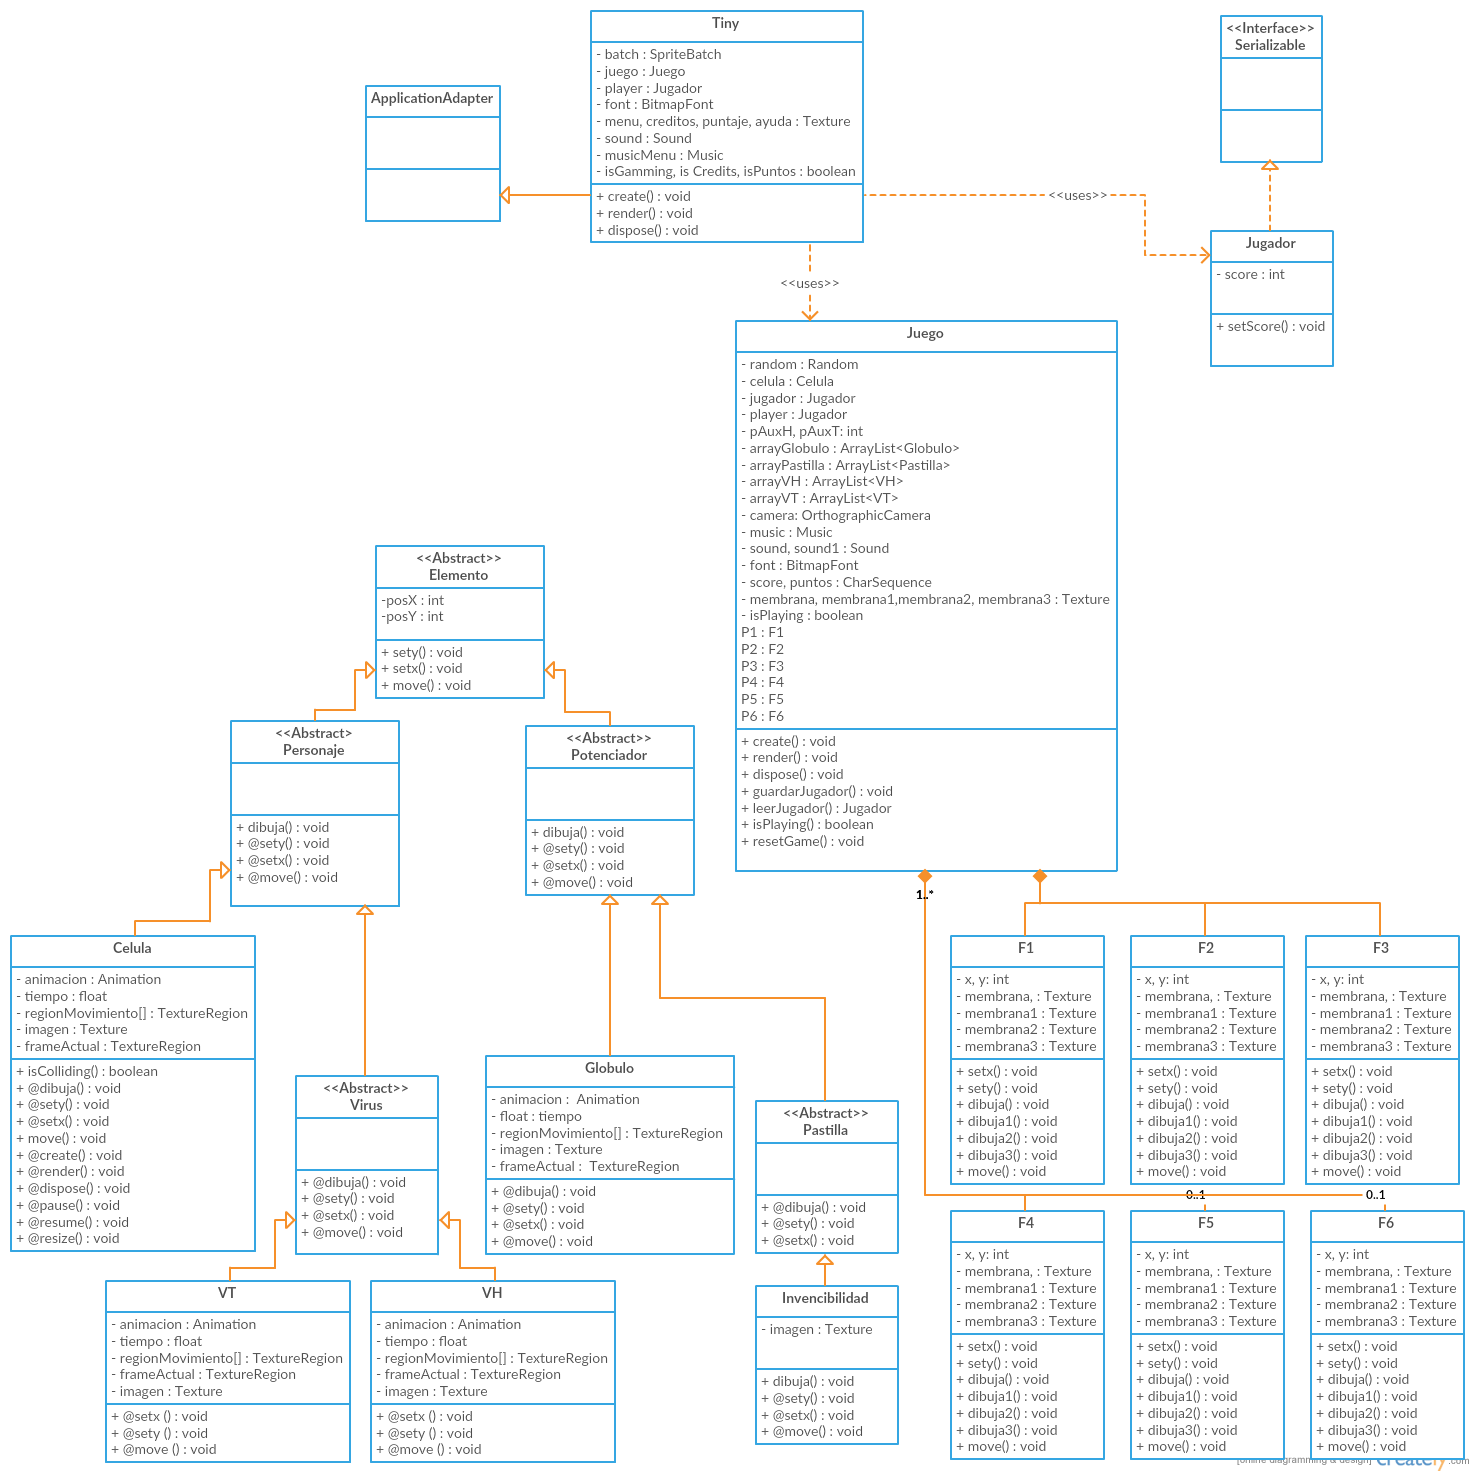 Tiny
- batch : SpriteBatch
- juego : Juego
- player : Jugador
- font : BitmapFont
- menu, creditos, puntaje, ayuda : Texture
- sound : Sound
- musicMenu : Music
- isGamming, is Credits, isPuntos : boolean
+ create() : void
+ render() : void
+ dispose() : void
<<Interface>>
Serializable
ApplicationAdapter
<<uses>>
<<uses>>
Jugador
- score : int
+ setScore() : void
Juego
- random : Random
- celula : Celula
- jugador : Jugador
- player : Jugador
- pAuxH, pAuxT: int
- arrayGlobulo : ArrayList<Globulo>
- arrayPastilla : ArrayList<Pastilla>
- arrayVH : ArrayList<VH>
- arrayVT : ArrayList<VT>
- camera: OrthographicCamera
- music : Music
- sound, sound1 : Sound
- font : BitmapFont
- score, puntos : CharSequence
- membrana, membrana1,membrana2, membrana3 : Texture
- isPlaying : boolean
P1 : F1
P2 : F2
P3 : F3
P4 : F4
P5 : F5
P6 : F6
+ create() : void
+ render() : void
+ dispose() : void
+ guardarJugador() : void
+ leerJugador() : Jugador
+ isPlaying() : boolean
+ resetGame() : void
<<Abstract>>
Elemento
-posX : int
-posY : int
+ sety() : void
+ setx() : void
+ move() : void
<<Abstract>
Personaje
+ dibuja() : void
+ @sety() : void
+ @setx() : void
+ @move() : void
<<Abstract>>
Potenciador
+ dibuja() : void
+ @sety() : void
+ @setx() : void
+ @move() : void
1..*
Celula
- animacion : Animation
- tiempo : float
- regionMovimiento[] : TextureRegion
- imagen : Texture
- frameActual : TextureRegion
+ isColliding() : boolean
+ @dibuja() : void
+ @sety() : void
+ @setx() : void
+ move() : void
+ @create() : void
+ @render() : void
+ @dispose() : void
+ @pause() : void
+ @resume() : void
+ @resize() : void
<<Abstract>>
Virus
+ @dibuja() : void
+ @sety() : void
+ @setx() : void
+ @move() : void
Globulo
- animacion :  Animation
- float : tiempo
- regionMovimiento[] : TextureRegion
- imagen : Texture
- frameActual :  TextureRegion
+ @dibuja() : void
+ @sety() : void
+ @setx() : void
+ @move() : void
<<Abstract>>
Pastilla
+ @dibuja() : void
+ @sety() : void
+ @setx() : void
F1
- x, y: int
- membrana, : Texture
- membrana1 : Texture
- membrana2 : Texture
- membrana3 : Texture
+ setx() : void
+ sety() : void
+ dibuja() : void
+ dibuja1() : void
+ dibuja2() : void
+ dibuja3() : void
+ move() : void
F2
- x, y: int
- membrana, : Texture
- membrana1 : Texture
- membrana2 : Texture
- membrana3 : Texture
+ setx() : void
+ sety() : void
+ dibuja() : void
+ dibuja1() : void
+ dibuja2() : void
+ dibuja3() : void
+ move() : void
F3
- x, y: int
- membrana, : Texture
- membrana1 : Texture
- membrana2 : Texture
- membrana3 : Texture
+ setx() : void
+ sety() : void
+ dibuja() : void
+ dibuja1() : void
+ dibuja2() : void
+ dibuja3() : void
+ move() : void
0..1
0..1
VT
- animacion : Animation
- tiempo : float
- regionMovimiento[] : TextureRegion
- frameActual : TextureRegion
- imagen : Texture
+ @setx () : void
+ @sety () : void
+ @move () : void
VH
- animacion : Animation
- tiempo : float
- regionMovimiento[] : TextureRegion
- frameActual : TextureRegion
- imagen : Texture
+ @setx () : void
+ @sety () : void
+ @move () : void
Invencibilidad
- imagen : Texture
+ dibuja() : void
+ @sety() : void
+ @setx() : void
+ @move() : void
F4
- x, y: int
- membrana, : Texture
- membrana1 : Texture
- membrana2 : Texture
- membrana3 : Texture
+ setx() : void
+ sety() : void
+ dibuja() : void
+ dibuja1() : void
+ dibuja2() : void
+ dibuja3() : void
+ move() : void
F5
- x, y: int
- membrana, : Texture
- membrana1 : Texture
- membrana2 : Texture
- membrana3 : Texture
+ setx() : void
+ sety() : void
+ dibuja() : void
+ dibuja1() : void
+ dibuja2() : void
+ dibuja3() : void
+ move() : void
F6
- x, y: int
- membrana, : Texture
- membrana1 : Texture
- membrana2 : Texture
- membrana3 : Texture
+ setx() : void
+ sety() : void
+ dibuja() : void
+ dibuja1() : void
+ dibuja2() : void
+ dibuja3() : void
+ move() : void
[online diagramming & design] creately.com